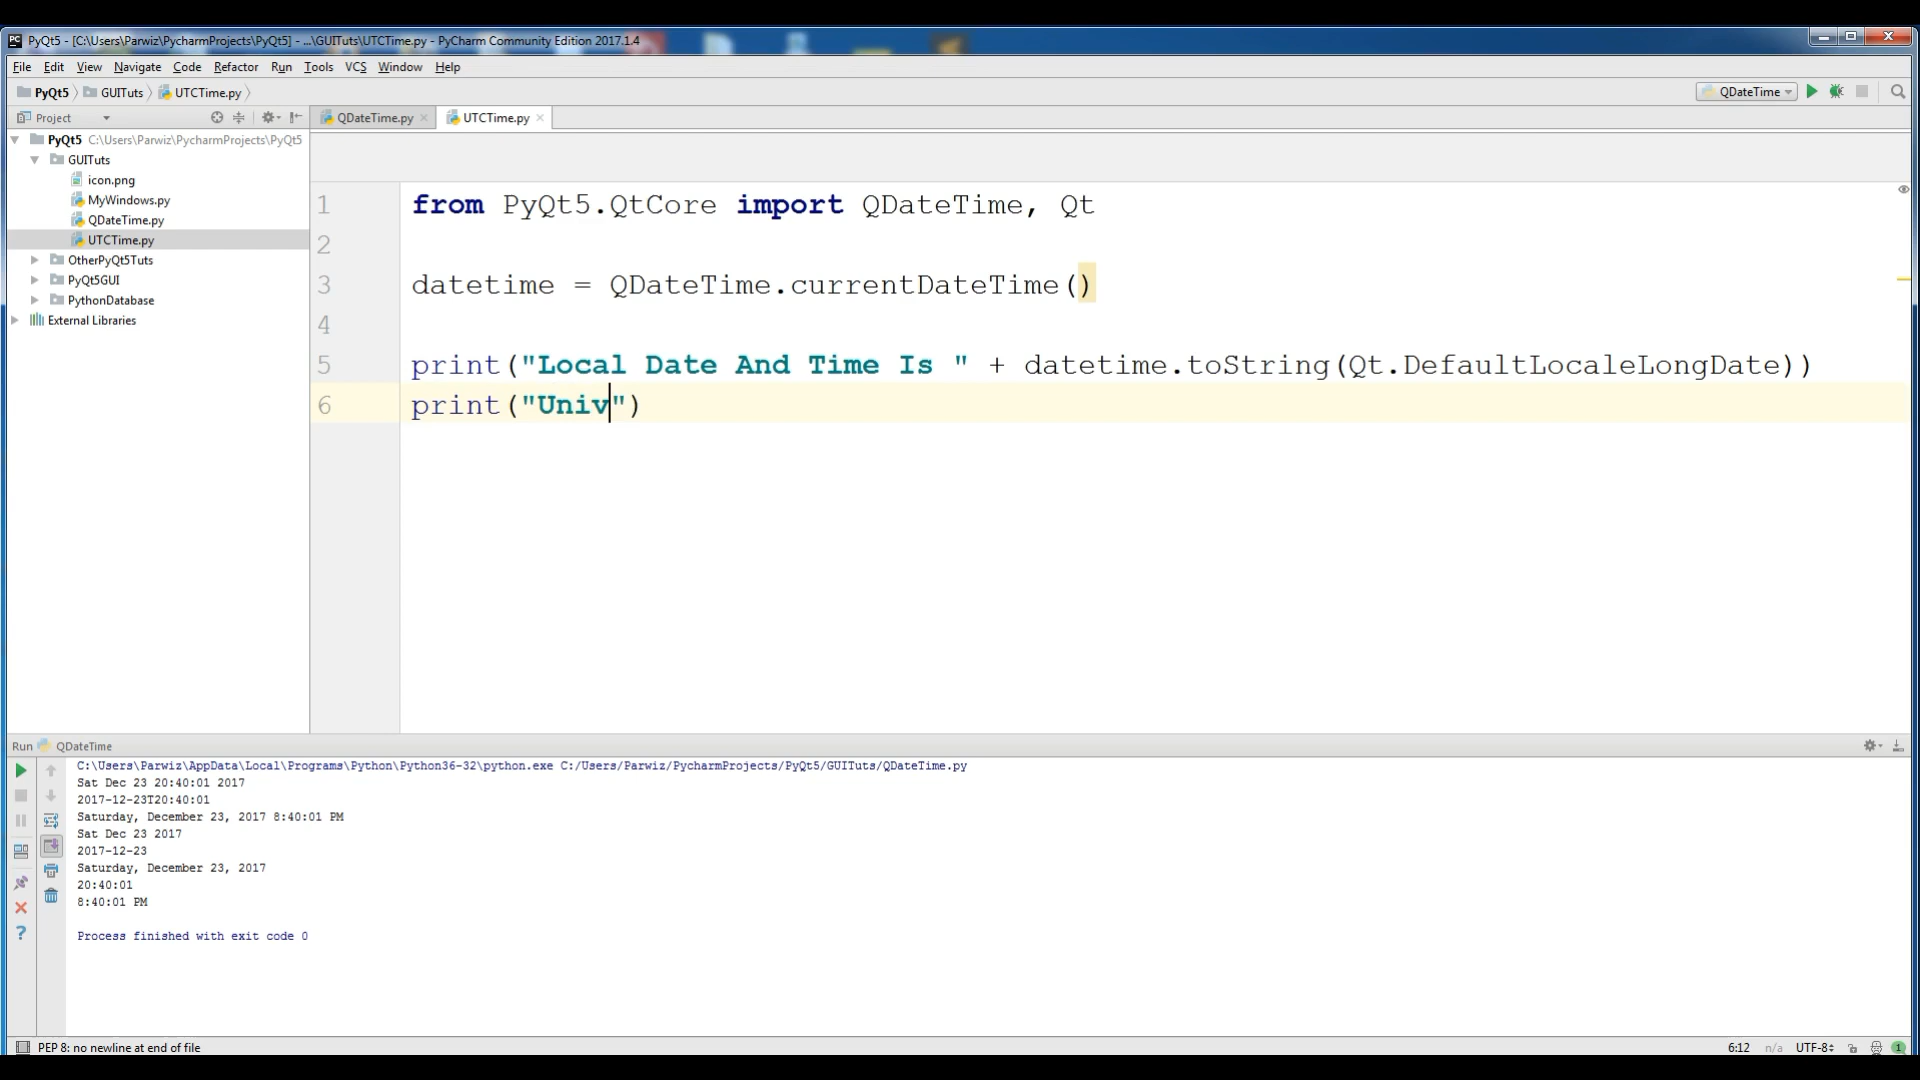 PyQt5 - [C:\Users\Parwiz\PycharmProjects\PyQt5] - ...\GUITuts\UTCTime.py - PyCharm Community Edition 2017.1.4
File Edit View Navigate Code Refactor Run Tools VCS Window Help
PyQt5 GUITuts UTCTime.py QDateTime
Project QDateTime.py UTCTime.py
PyQt5 C:\Users\Parwiz\PycharmProjects\PyQt5
GUITuts
icon.png
MyWindows.py
QDateTime.py
UTCTime.py
OtherPyQt5Tuts
PyQt5GUI
PythonDatabase
External Libraries
1 from PyQt5.QtCore import QDateTime, Qt
2
3 datetime = QDateTime.currentDateTime()
4
5 print("Local Date And Time Is " + datetime.toString(Qt.DefaultLocaleLongDate))
6 print("Univ")
Run QDateTime
C:\Users\Parwiz\AppData\Local\Programs\Python\Python36-32\python.exe C:/Users/Parwiz/PycharmProjects/PyQt5/GUITuts/QDateTime.py
Sat Dec 23 20:40:01 2017
2017-12-23T20:40:01
Saturday, December 23, 2017 8:40:01 PM
Sat Dec 23 2017
2017-12-23
Saturday, December 23, 2017
20:40:01
8:40:01 PM
Process finished with exit code 0
PEP 8: no newline at end of file 6:12 n/a UTF-8 1